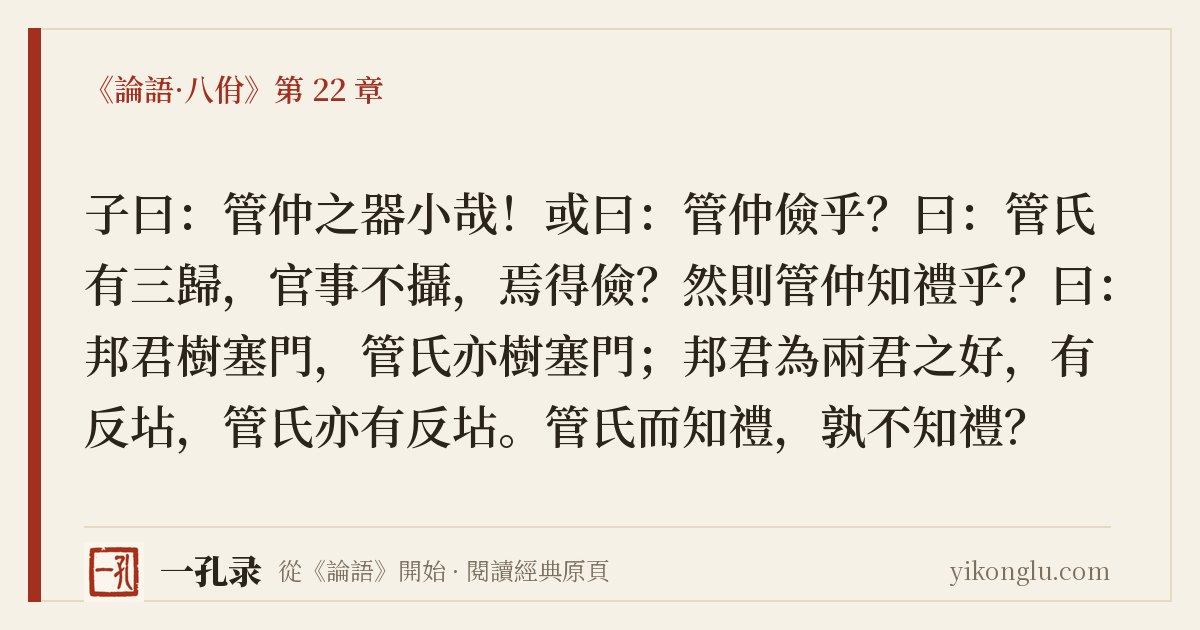 《論語·八佾》第 22 章
子曰：管仲之器小哉！或曰：管仲儉乎？曰：管氏
有三歸，官事不攝，焉得儉？然則管仲知禮乎？曰：
邦君樹塞門，管氏亦樹塞門；邦君為兩君之好，有
反坫，管氏亦有反坫。管氏而知禮，孰不知禮？
一孔
一孔录 從《論語》開始 · 閱讀經典原頁
yikonglu.com